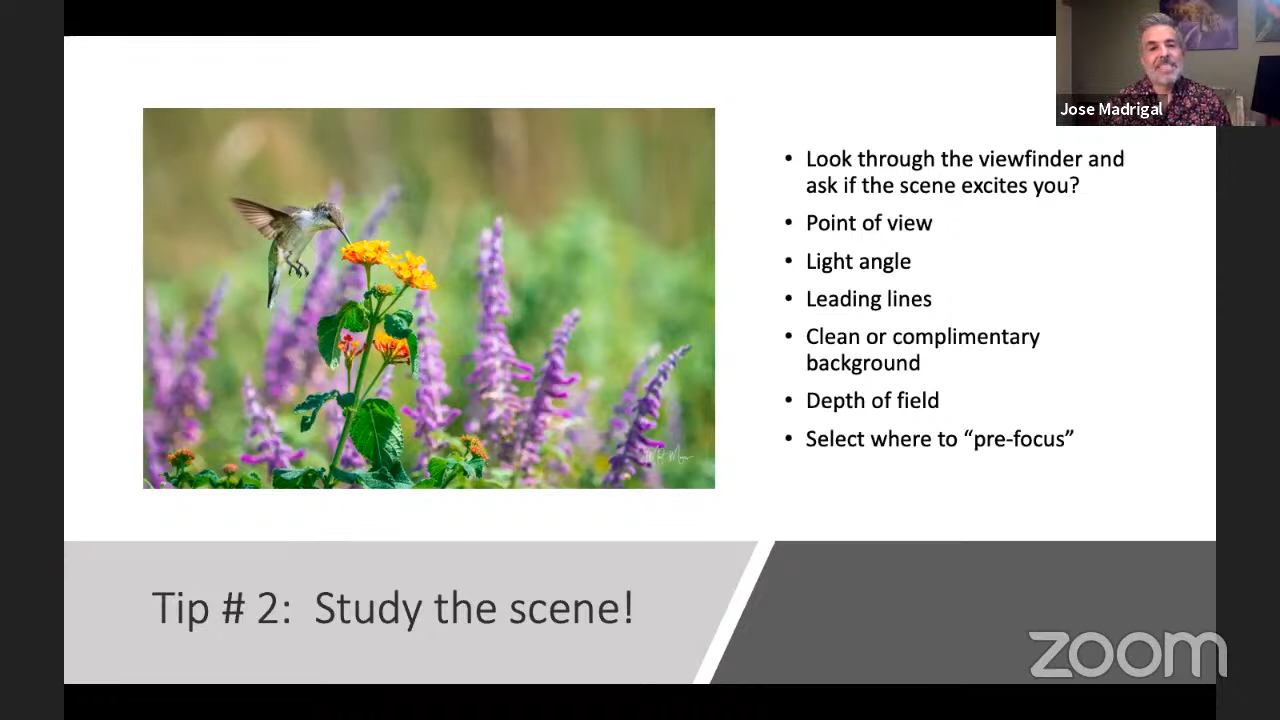 Jose Madrigal
• Look through the viewfinder and
ask if the scene excites you?
• Point of view
• Light angle
• Leading lines
• Clean or complimentary
background
• Depth of field
• Select where to “pre-focus”
Tip # 2: Study the scene!
zoom